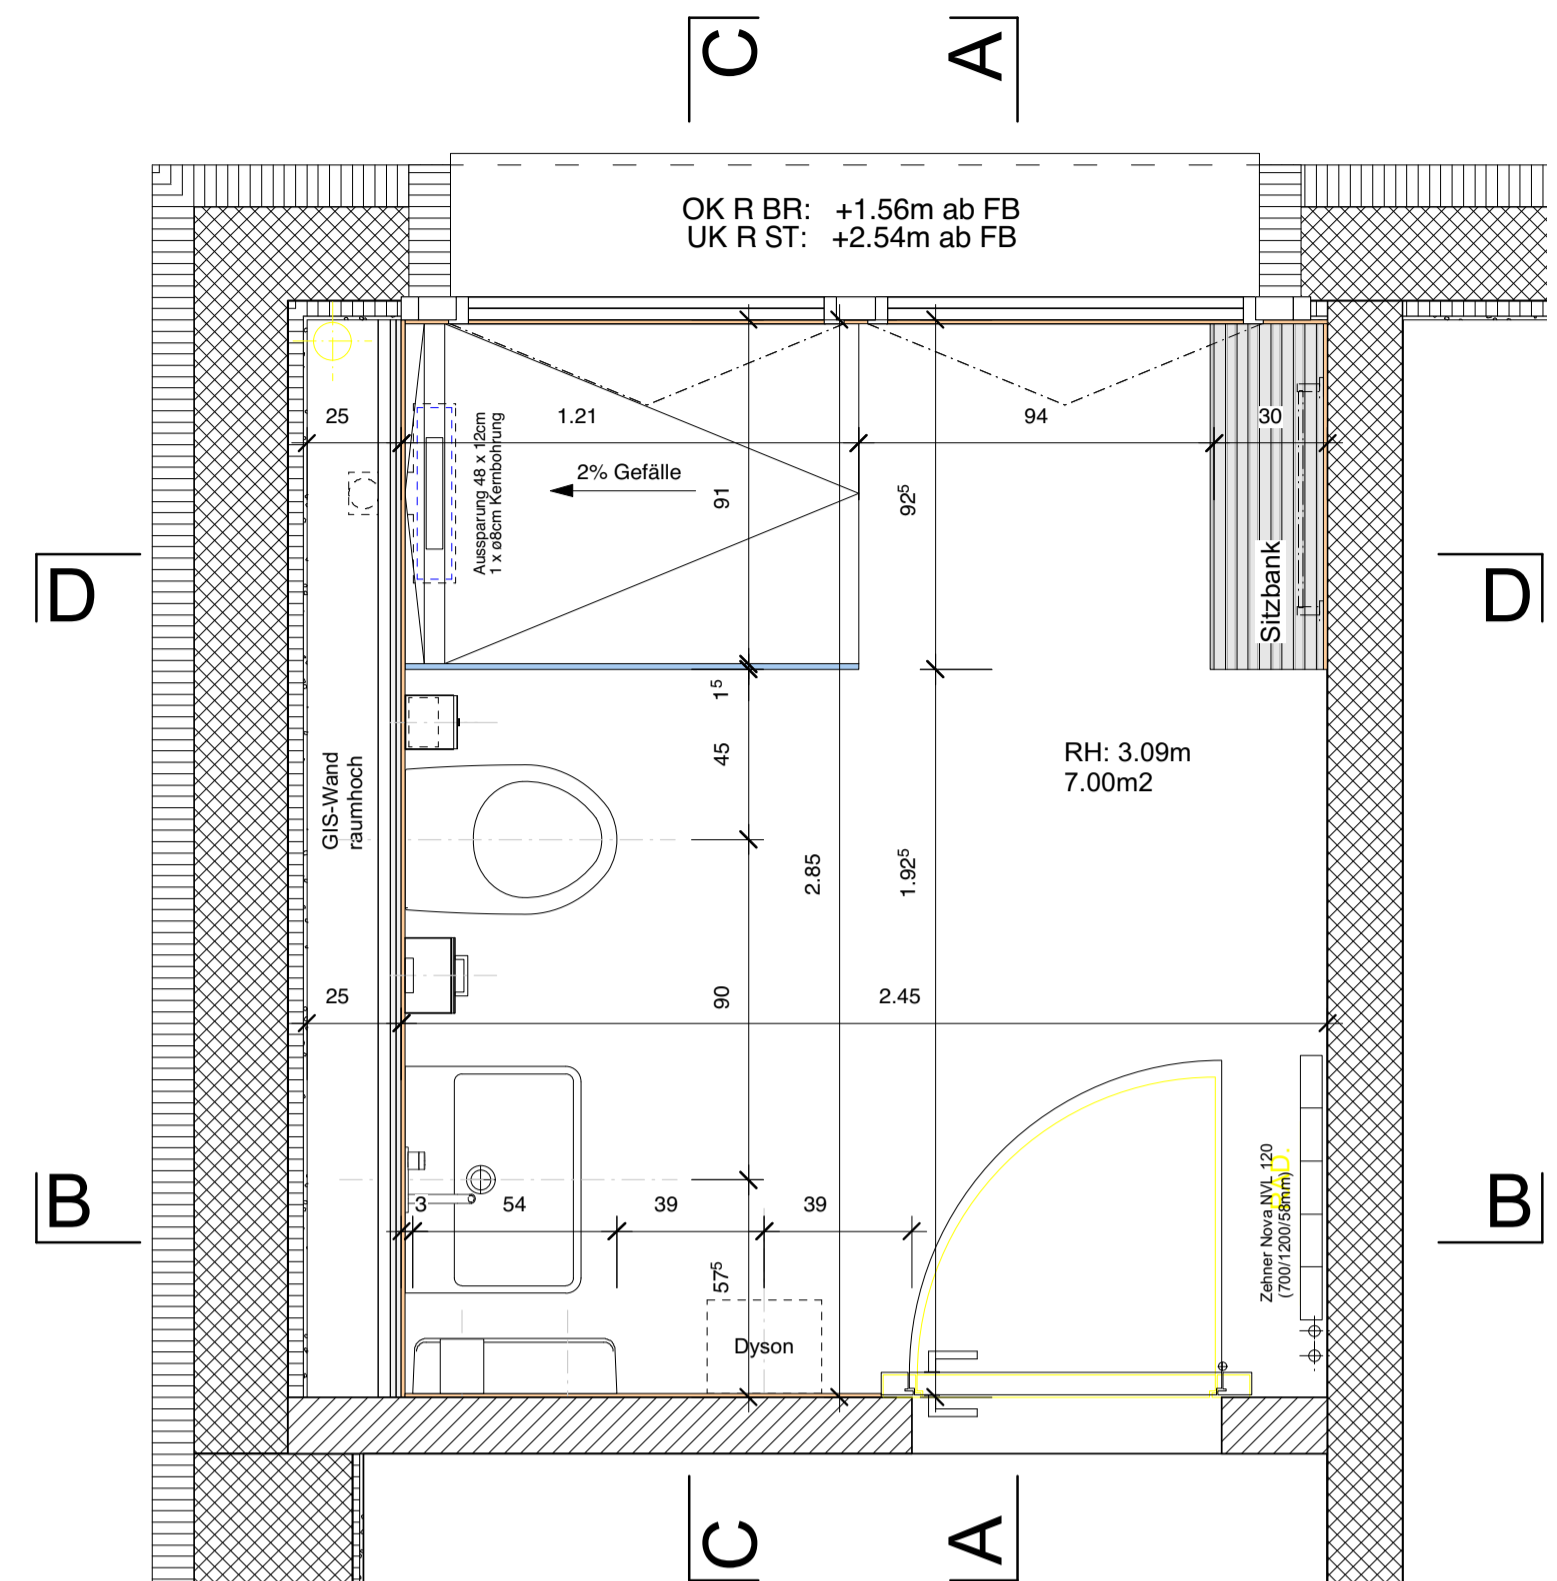 C
A
OK R BR: +1.56m ab FB
UK R ST: +2.54m ab FB
25
1.21
94
30
Aussparung 48 x 12cm
1 x ø8cm Kernbohrung
2% Gefälle
91
92⁵
D
Sitzbank
D
1⁵
45
GIS-Wand
raumhoch
RH: 3.09m
7.00m2
2.85
1.92⁵
25
90
2.45
B
3
54
39
39
Zehner Nova NVL 120
(700/1200/58mm)
BAD.
B
57⁵
Dyson
C
A